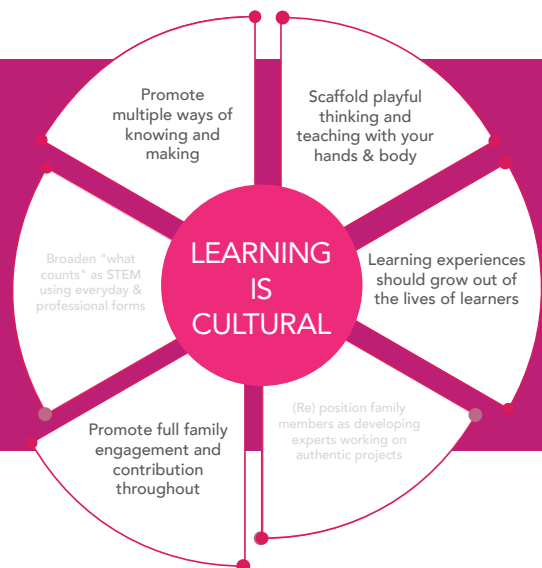 Promote
multiple ways of
knowing and
making
Scaffold playful
thinking and
teaching with your
hands & body
Broaden "what
counts" as STEM
using everyday &
professional forms
LEARNING
IS
CULTURAL
Learning experiences
should grow out of
the lives of learners
Promote full family
engagement and
contribution
throughout
(Re) position family
members as developing
experts working on
authentic projects